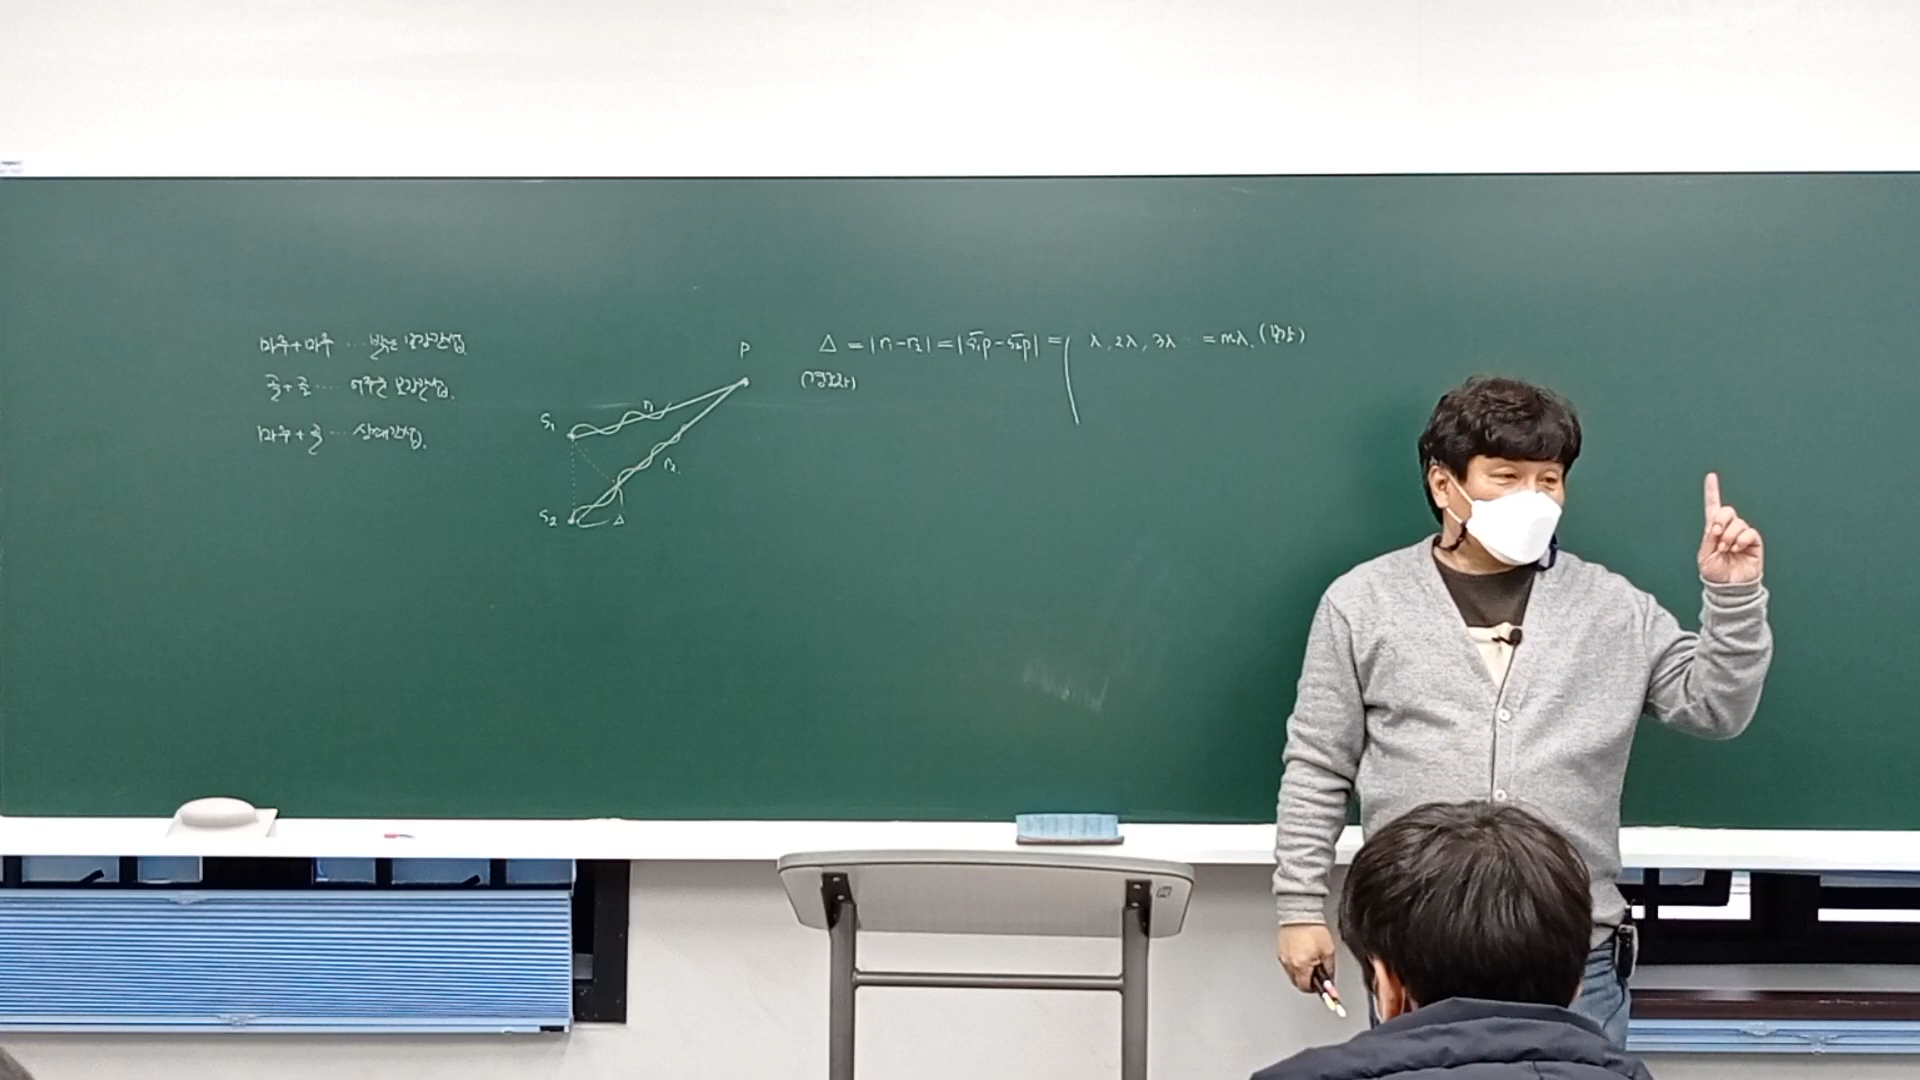 마루+마루 ··· 밝은 보강간섭.
골+골 ···· 어두운 보강간섭.
마루+골 ··· 상쇄간섭.
P
S₁
r₁
r₂.
S₂
Δ
Δ = |r₁-r₂| = |S̅₁P̅-S̅₂P̅| = ( λ, 2λ, 3λ ··· = mλ. (보강)
(경로차)